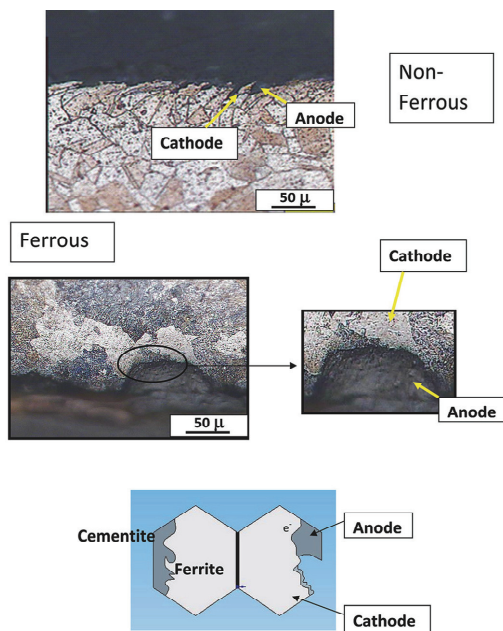 Non-
Ferrous
Cathode
Anode
50 μ
Ferrous
Cathode
50 μ
Anode
Cementite
Ferrite
e⁻
Anode
Cathode